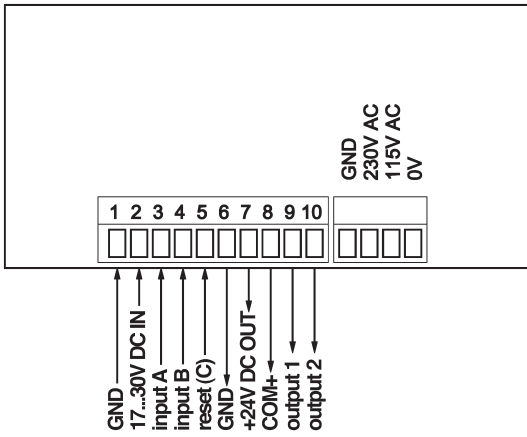 GND
230V AC
115V AC
0V
1 2 3 4 5 6 7 8 9 10
GND
17...30V DC IN
input A
input B
reset (C)
GND
+24V DC OUT
COM+
output 1
output 2